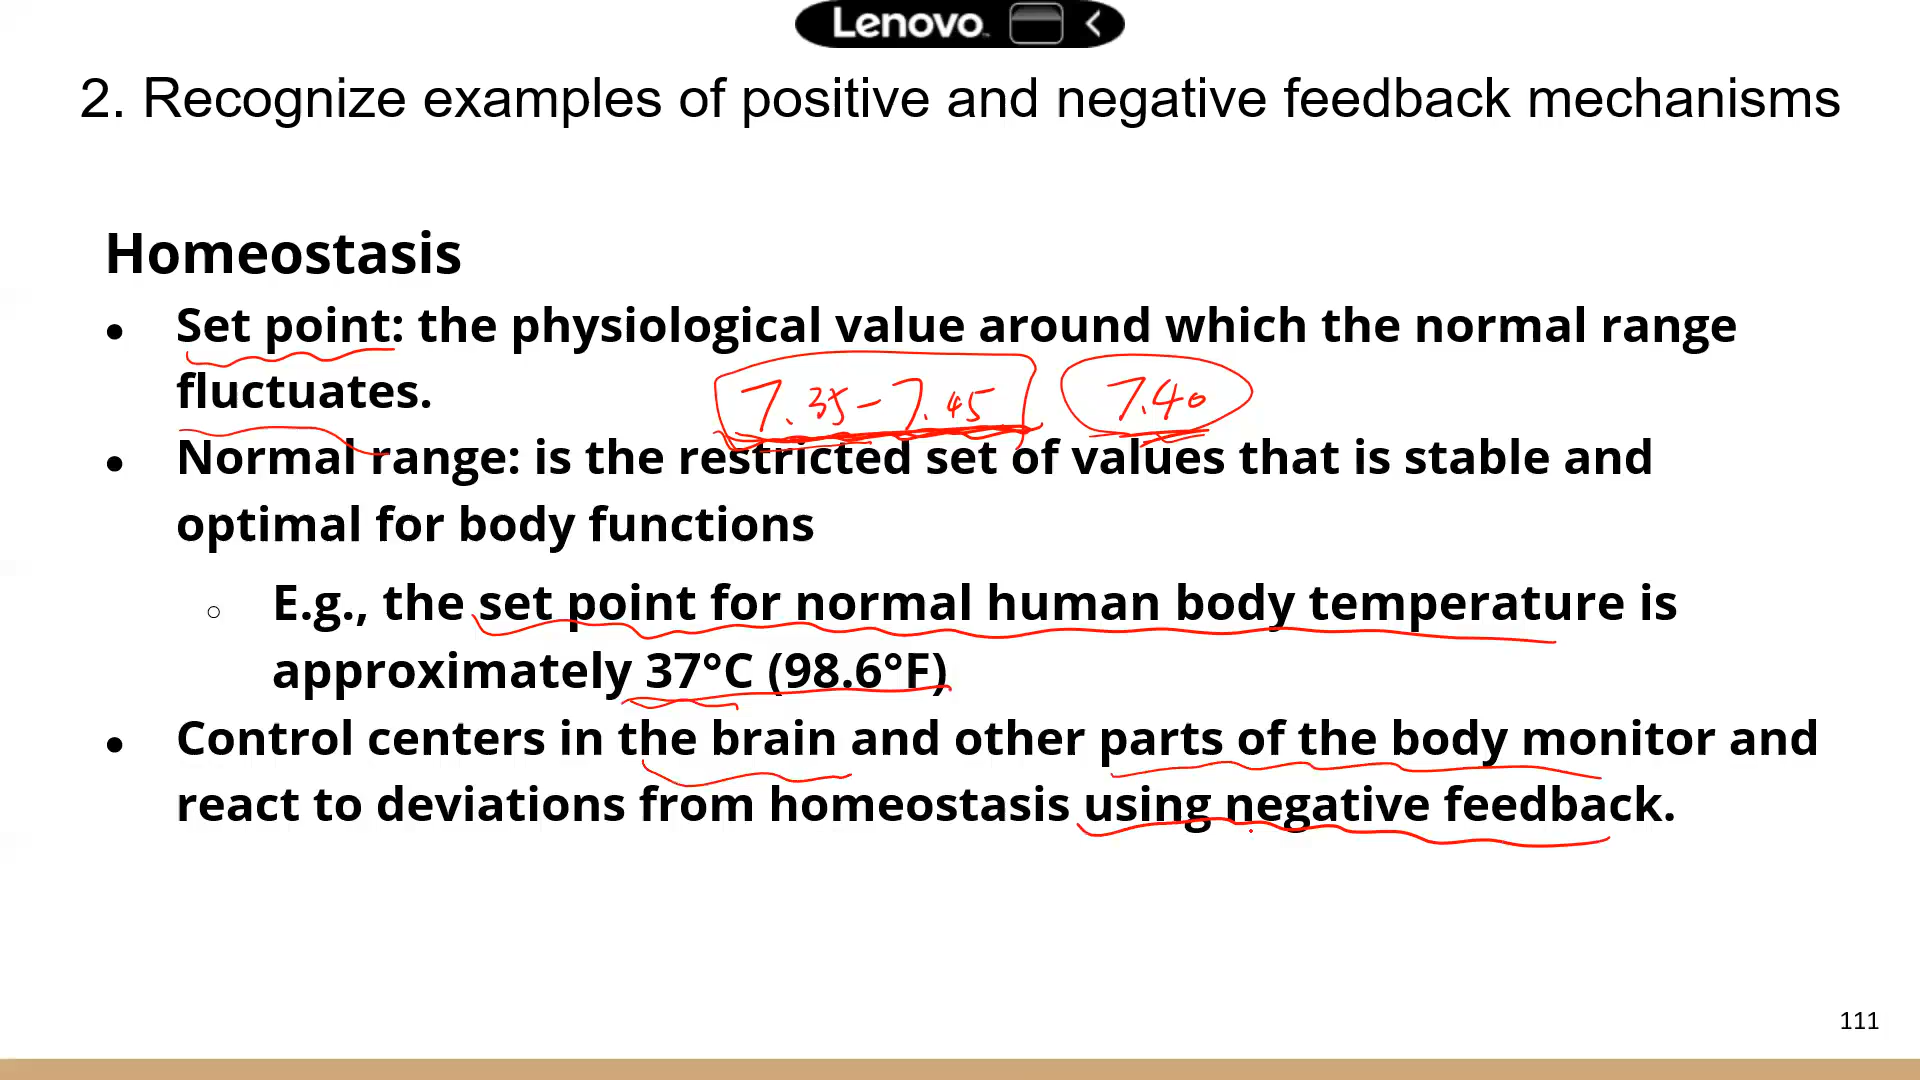 Lenovo
2. Recognize examples of positive and negative feedback mechanisms
Homeostasis
● Set point: the physiological value around which the normal range
fluctuates.
7.35-7.45 7.40
● Normal range: is the restricted set of values that is stable and
optimal for body functions
○ E.g., the set point for normal human body temperature is
approximately 37°C (98.6°F)
● Control centers in the brain and other parts of the body monitor and
react to deviations from homeostasis using negative feedback.
111